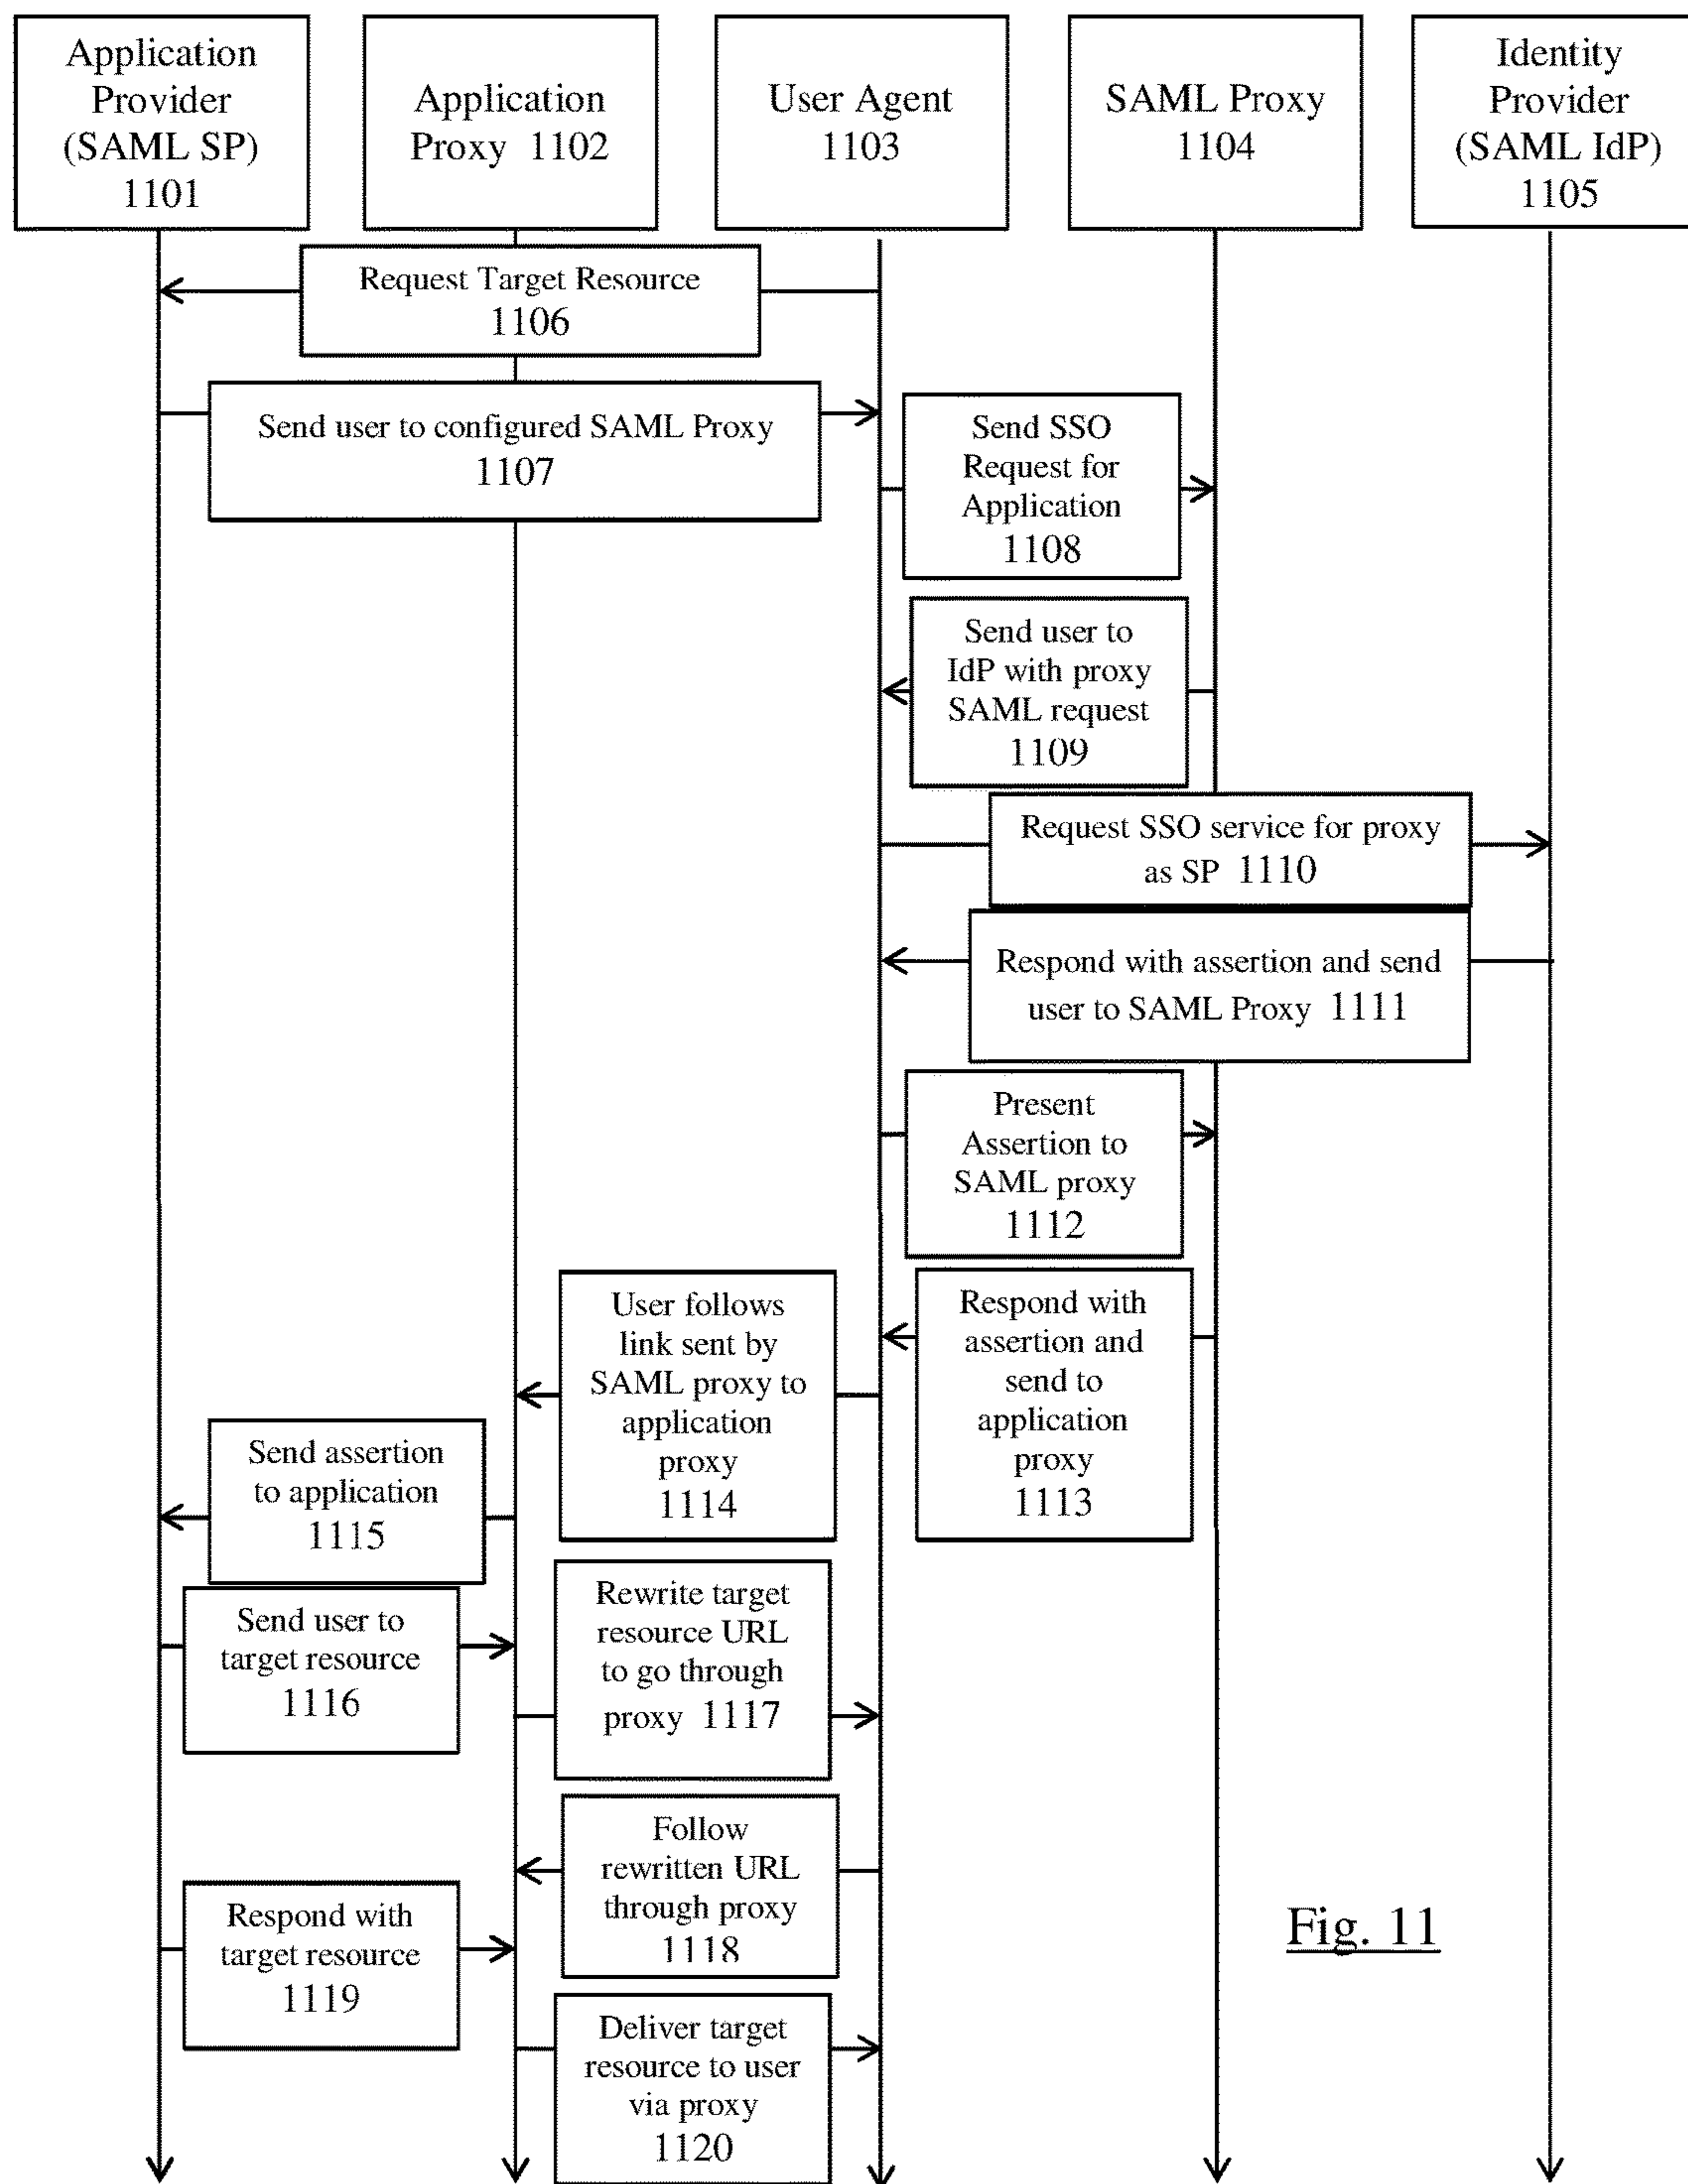 Application
Provider
(SAML SP)
1101
Application
Proxy 1102
User Agent
1103
SAML Proxy
1104
Identity
Provider
(SAML IdP)
1105
Request Target Resource
1106
Send user to configured SAML Proxy
1107
Send SSO
Request for
Application
1108
Send user to
IdP with proxy
SAML request
1109
Request SSO service for proxy
as SP 1110
Respond with assertion and send
user to SAML Proxy 1111
Present
Assertion to
SAML proxy
1112
Respond with
assertion and
send to
application
proxy
1113
User follows
link sent by
SAML proxy to
application
proxy
1114
Send assertion
to application
1115
Send user to
target resource
1116
Rewrite target
resource URL
to go through
proxy 1117
Follow
rewritten URL
through proxy
1118
Respond with
target resource
1119
Deliver target
resource to user
via proxy
1120
Fig. 11